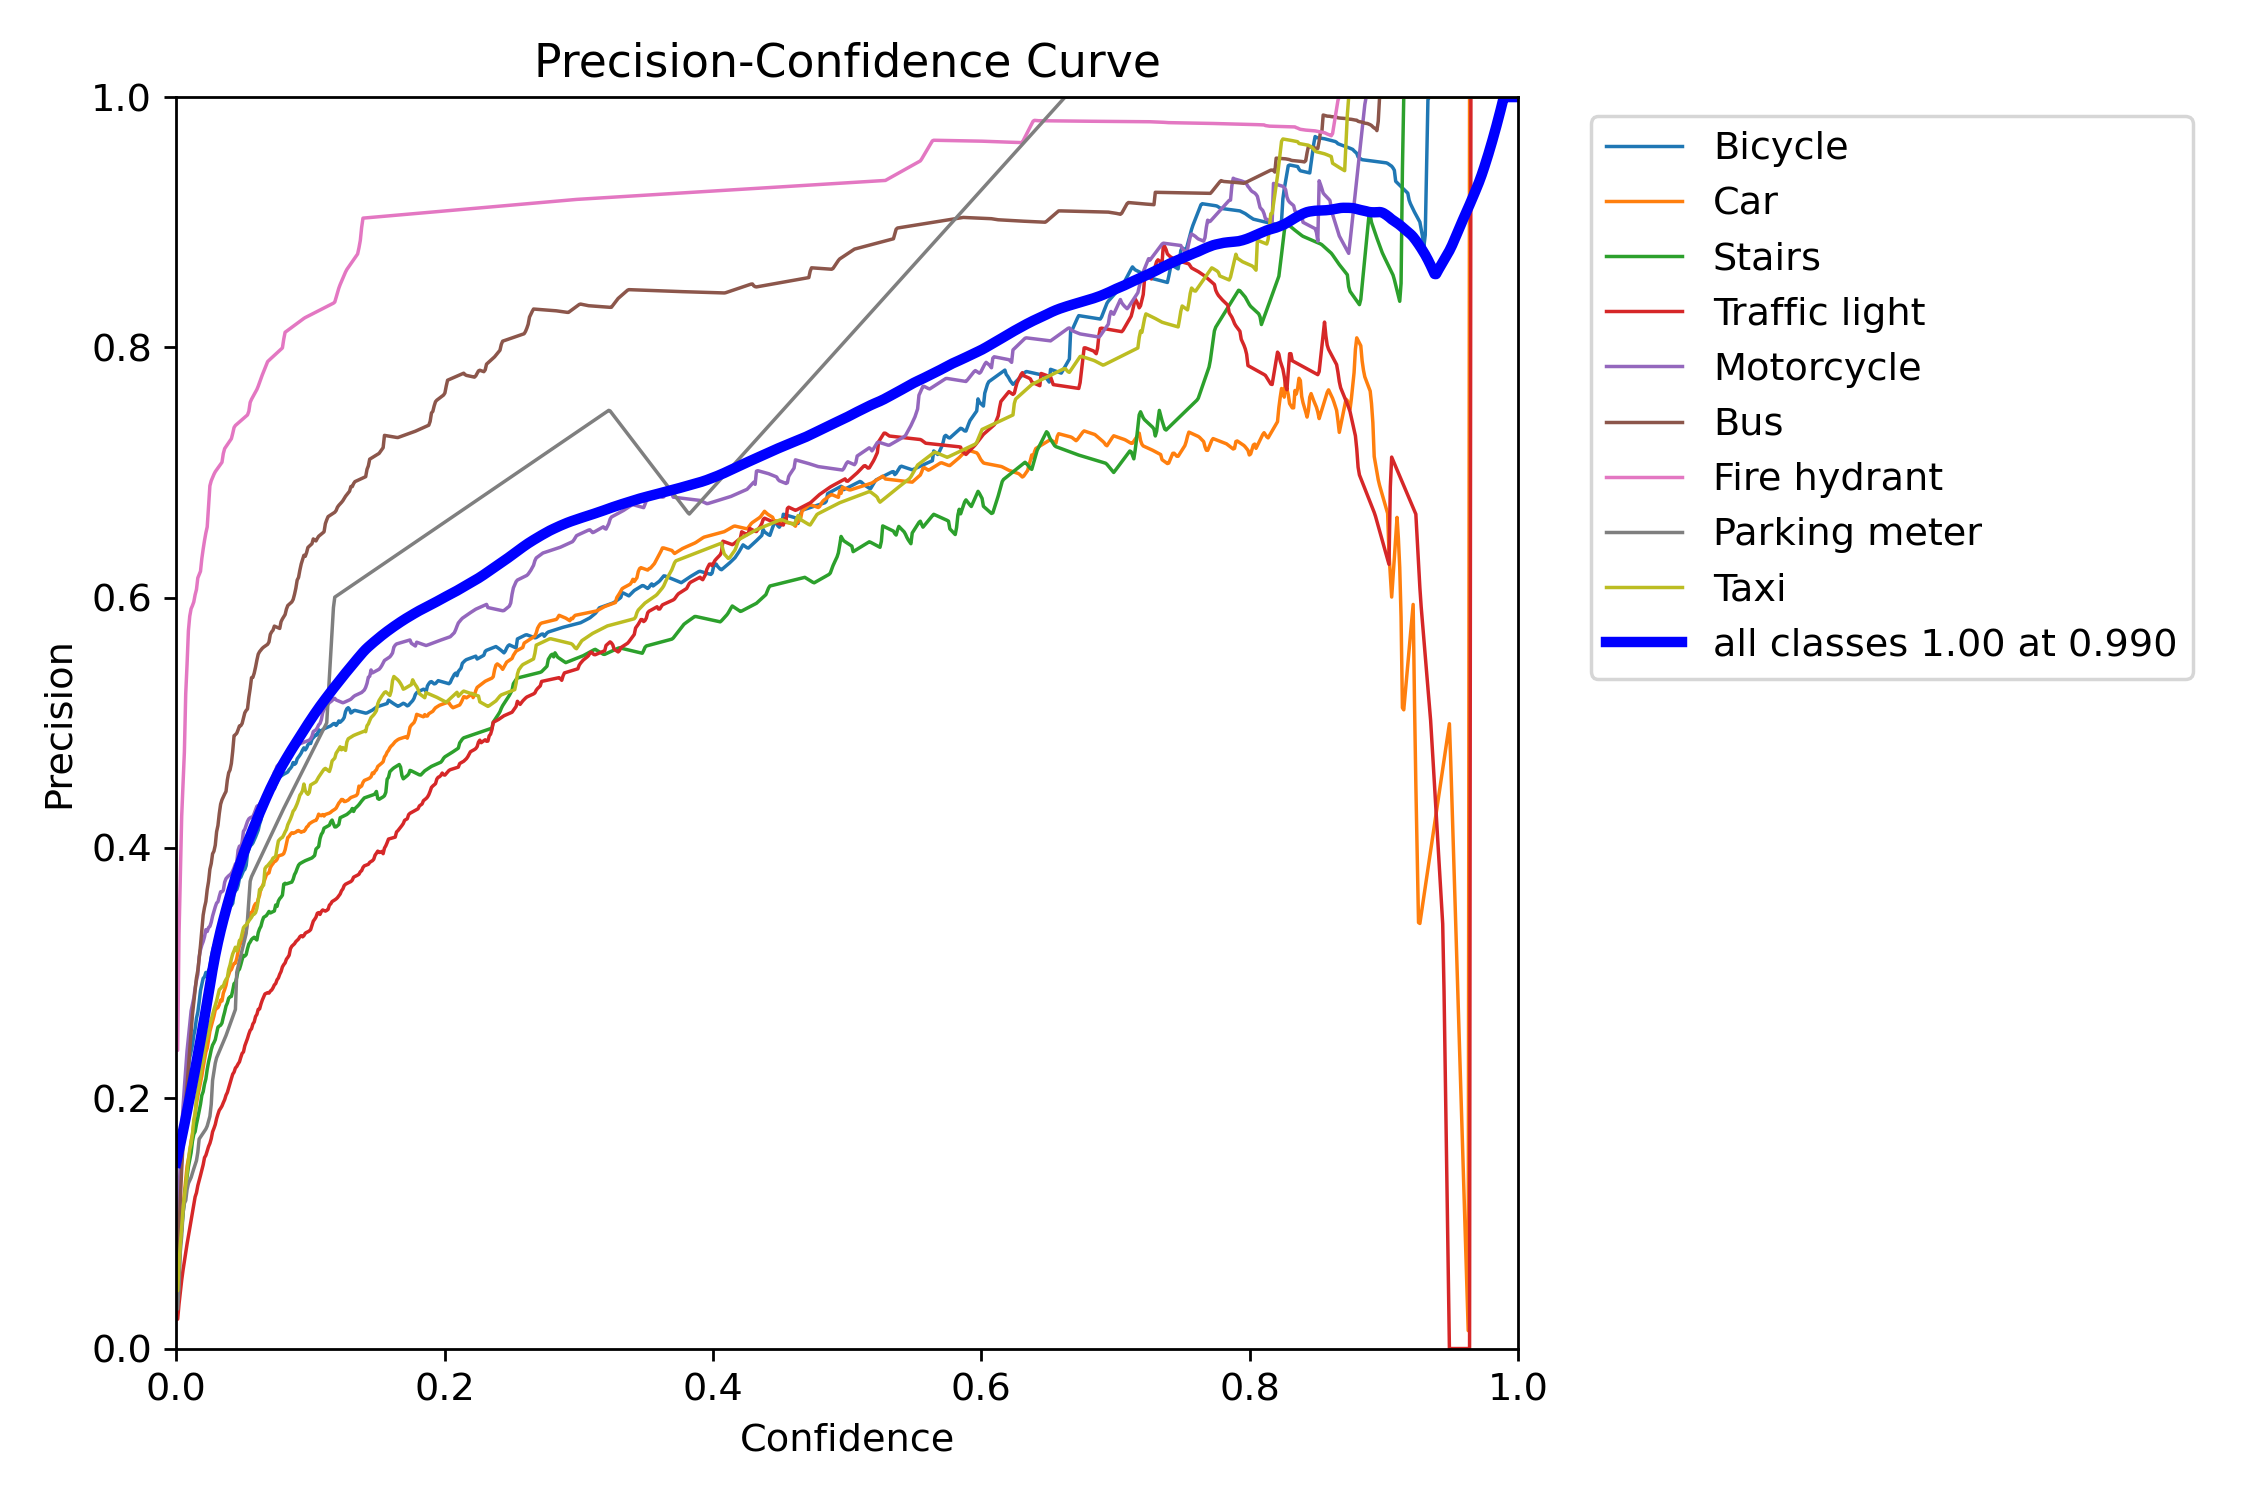 Precision-Confidence Curve
1.0
0.8
0.6
0.4
0.2
0.0
Precision
0.0 0.2 0.4 0.6 0.8 1.0
Confidence
Bicycle
Car
Stairs
Traffic light
Motorcycle
Bus
Fire hydrant
Parking meter
Taxi
all classes 1.00 at 0.990